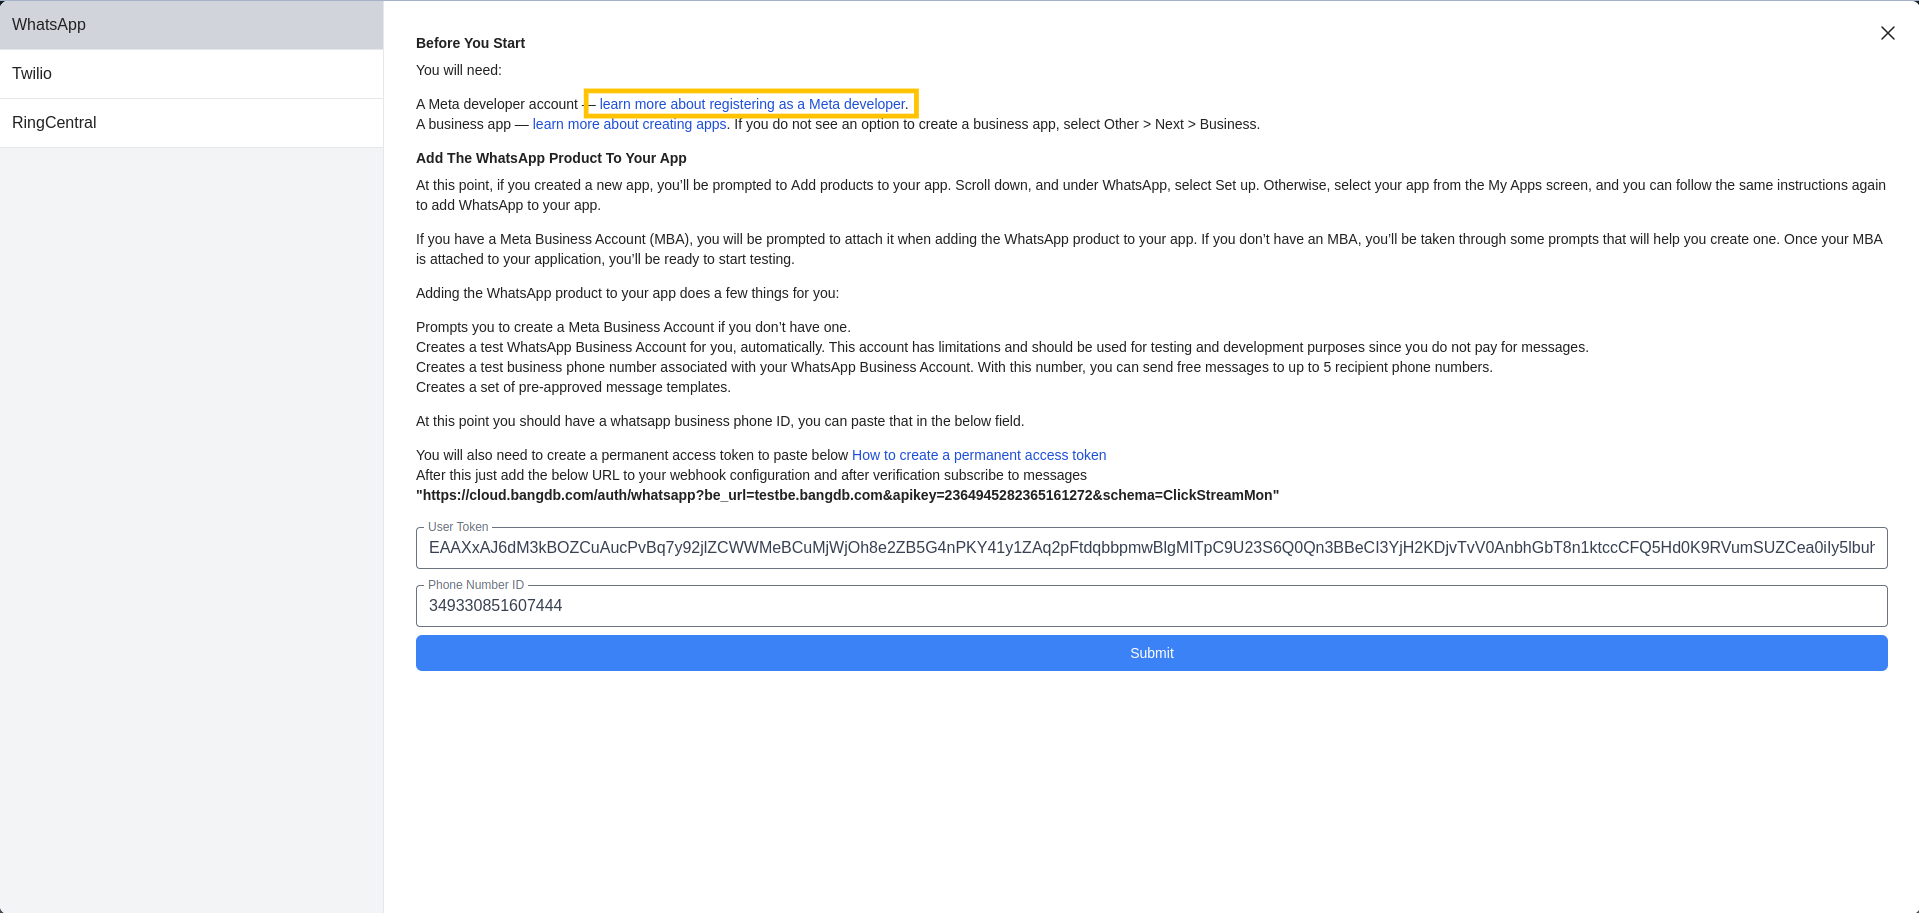 WhatsApp
Twilio
RingCentral
Before You Start
You will need:
A Meta developer account — learn more about registering as a Meta developer.
A business app — learn more about creating apps. If you do not see an option to create a business app, select Other > Next > Business.
Add The WhatsApp Product To Your App
At this point, if you created a new app, you’ll be prompted to Add products to your app. Scroll down, and under WhatsApp, select Set up. Otherwise, select your app from the My Apps screen, and you can follow the same instructions again
to add WhatsApp to your app.
If you have a Meta Business Account (MBA), you will be prompted to attach it when adding the WhatsApp product to your app. If you don’t have an MBA, you’ll be taken through some prompts that will help you create one. Once your MBA
is attached to your application, you’ll be ready to start testing.
Adding the WhatsApp product to your app does a few things for you:
Prompts you to create a Meta Business Account if you don’t have one.
Creates a test WhatsApp Business Account for you, automatically. This account has limitations and should be used for testing and development purposes since you do not pay for messages.
Creates a test business phone number associated with your WhatsApp Business Account. With this number, you can send free messages to up to 5 recipient phone numbers.
Creates a set of pre-approved message templates.
At this point you should have a whatsapp business phone ID, you can paste that in the below field.
You will also need to create a permanent access token to paste below How to create a permanent access token
After this just add the below URL to your webhook configuration and after verification subscribe to messages
"https://cloud.bangdb.com/auth/whatsapp?be_url=testbe.bangdb.com&apikey=2364945282365161272&schema=ClickStreamMon"
User Token
EAAXxAJ6dM3kBOZCuAucPvBq7y92jlZCWWMeBCuMjWjOh8e2ZB5G4nPKY41y1ZAq2pFtdqbbpmwBlgMITpC9U23S6Q0Qn3BBeCI3YjH2KDjvTvV0AnbhGbT8n1ktccCFQ5Hd0K9RVumSUZCea0iIy5lbuh
Phone Number ID
349330851607444
Submit